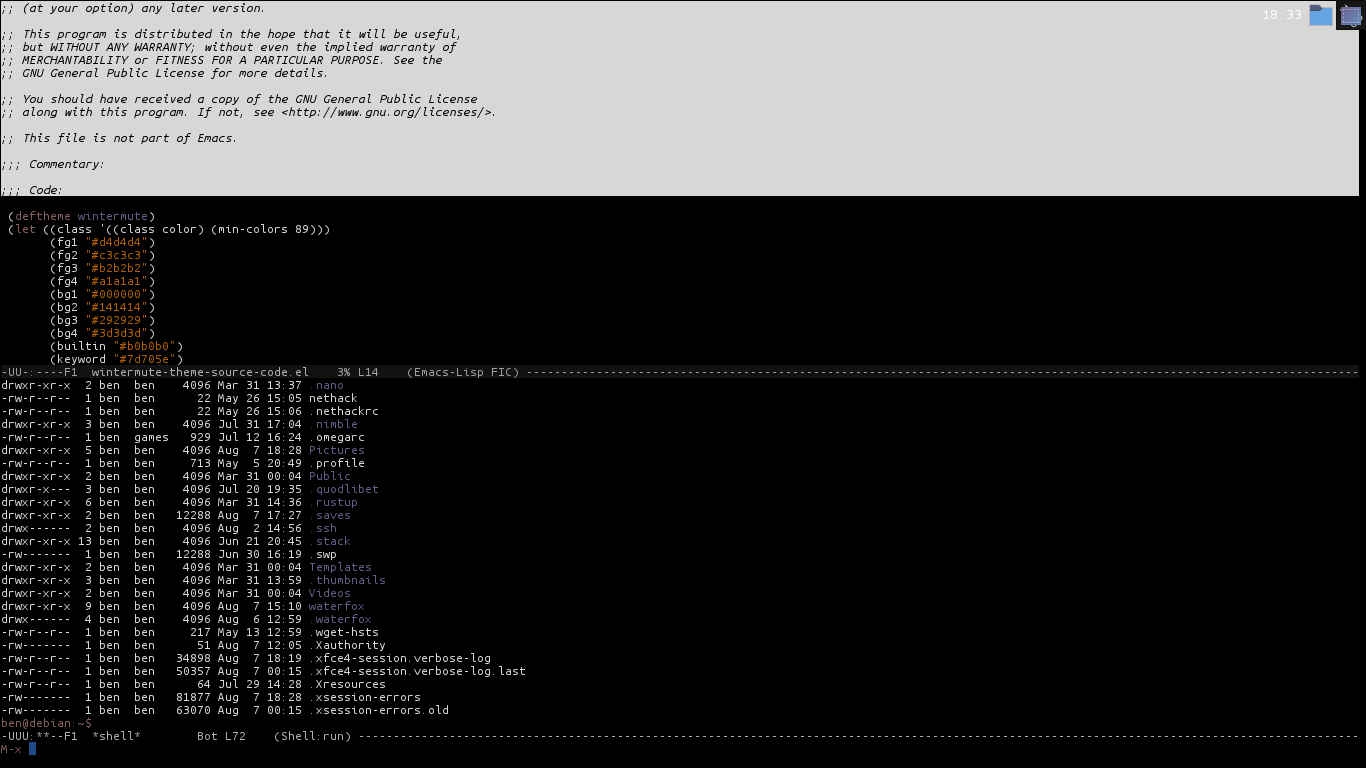 ;; (at your option) any later version.
18 33
;; This program is distributed in the hope that it will be useful,
;; but WITHOUT ANY WARRANTY; without even the implied warranty of
;; MERCHANTABILITY or FITNESS FOR A PARTICULAR PURPOSE. See the
;; GNU General Public License for more details.
;; You should have received a copy of the GNU General Public License
;; along with this program. If not, see <http://www.gnu.org/licenses/>.
;; This file is not part of Emacs.
;;; Commentary:
;;; Code:
(deftheme wintermute)
(let ((class '((class color) (min-colors 89)))
(fg1 "#d4d4d4")
(fg2 "#c3c3c3")
(fg3 "#b2b2b2")
(fg4 "#a1a1a1")
(bg1 "#000000")
(bg2 "#141414")
(bg3 "#292929")
(bg4 "#3d3d3d")
(builtin "#b0b0b0")
(keyword "#7d705e")
-UU-:----F1  wintermute-theme-source-code.el    3% L14    (Emacs-Lisp FIC) -----------------------------------------------------------------------------------------------------------------------
drwxr-xr-x  2 ben  ben    4096 Mar 31 13:37 .nano
-rw-r--r--  1 ben  ben      22 May 26 15:05 nethack
-rw-r--r--  1 ben  ben      22 May 26 15:06 .nethackrc
drwxr-xr-x  3 ben  ben    4096 Jul 31 17:04 .nimble
-rw-r--r--  1 ben  games   929 Jul 12 16:24 .omegarc
drwxr-xr-x  5 ben  ben    4096 Aug  7 18:28 Pictures
-rw-r--r--  1 ben  ben     713 May  5 20:49 .profile
drwxr-xr-x  2 ben  ben    4096 Mar 31 00:04 Public
drwxr-x---  3 ben  ben    4096 Jul 20 19:35 .quodlibet
drwxr-xr-x  6 ben  ben    4096 Mar 31 14:36 .rustup
drwxr-xr-x  2 ben  ben   12288 Aug  7 17:27 .saves
drwx------  2 ben  ben    4096 Aug  2 14:56 .ssh
drwxr-xr-x 13 ben  ben    4096 Jun 21 20:45 .stack
-rw-------  1 ben  ben   12288 Jun 30 16:19 .swp
drwxr-xr-x  2 ben  ben    4096 Mar 31 00:04 Templates
drwxr-xr-x  3 ben  ben    4096 Mar 31 13:59 .thumbnails
drwxr-xr-x  2 ben  ben    4096 Mar 31 00:04 Videos
drwxr-xr-x  9 ben  ben    4096 Aug  7 15:10 waterfox
drwx------  4 ben  ben    4096 Aug  6 12:59 .waterfox
-rw-r--r--  1 ben  ben     217 May 13 12:59 .wget-hsts
-rw-------  1 ben  ben      51 Aug  7 12:05 .Xauthority
-rw-r--r--  1 ben  ben   34898 Aug  7 18:19 .xfce4-session.verbose-log
-rw-r--r--  1 ben  ben   50357 Aug  7 00:15 .xfce4-session.verbose-log.last
-rw-r--r--  1 ben  ben      64 Jul 29 14:28 .Xresources
-rw-------  1 ben  ben   81877 Aug  7 18:28 .xsession-errors
-rw-------  1 ben  ben   63070 Aug  7 00:15 .xsession-errors.old
ben@debian:~$
-UUU:**--F1  *shell*        Bot L72    (Shell:run) -----------------------------------------------------------------------------------------------------------------------------------------------
M-x